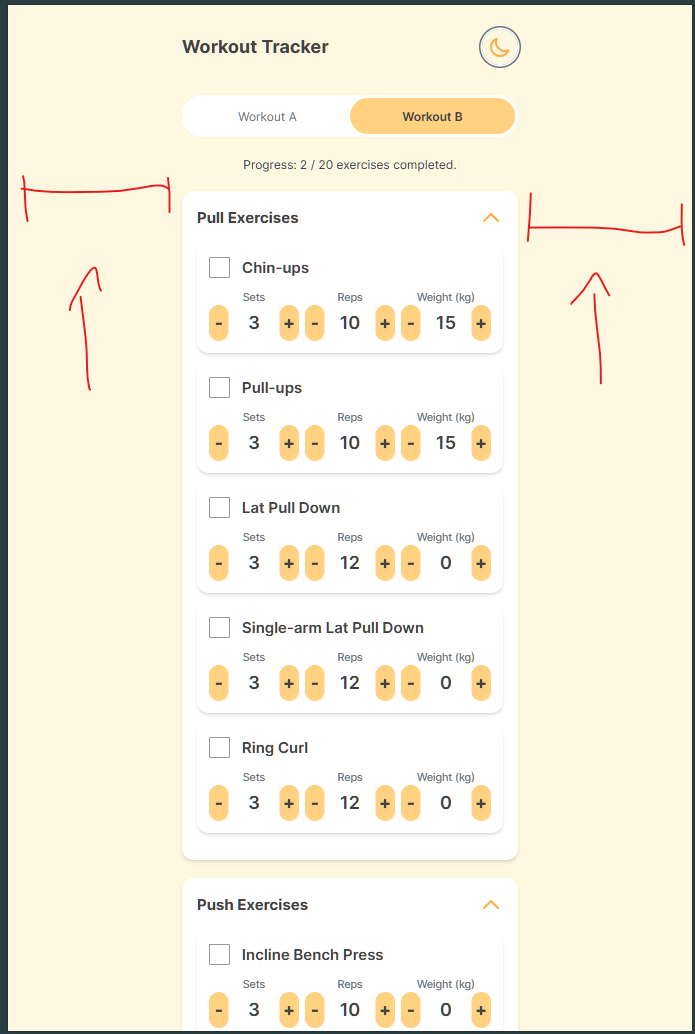 Workout Tracker
Workout A Workout B
Progress: 2 / 20 exercises completed.
Pull Exercises
Chin-ups
Sets Reps Weight (kg)
- 3 + - 10 + - 15 +
Pull-ups
Sets Reps Weight (kg)
- 3 + - 10 + - 15 +
Lat Pull Down
Sets Reps Weight (kg)
- 3 + - 12 + - 0 +
Single-arm Lat Pull Down
Sets Reps Weight (kg)
- 3 + - 12 + - 0 +
Ring Curl
Sets Reps Weight (kg)
- 3 + - 12 + - 0 +
Push Exercises
Incline Bench Press
Sets Reps Weight (kg)
- 3 + - 10 + - 0 +